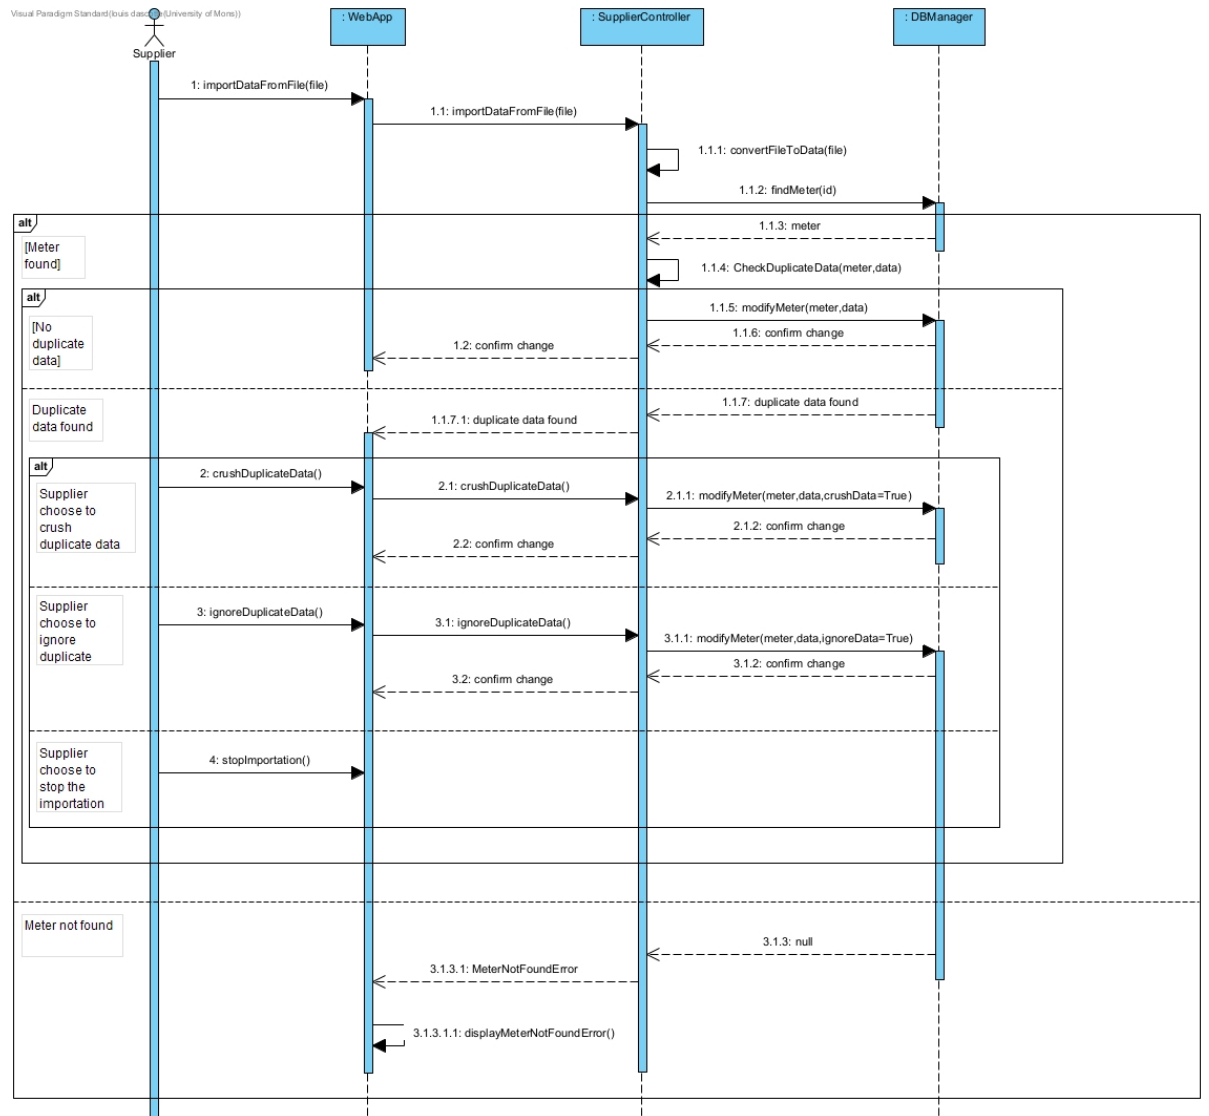 Visual Paradigm Standard(louis dasc (University of Mons))
: WebApp
: SupplierController
: DBManager
Supplier
1: importDataFromFile(file)
1.1: importDataFromFile(file)
1.1.1: convertFileToData(file)
1.1.2: findMeter(id)
alt
1.1.3: meter
[Meter
found]
1.1.4: CheckDuplicateData(meter,data)
alt
1.1.5: modifyMeter(meter,data)
[No
duplicate
data]
1.1.6: confirm change
1.2: confirm change
Duplicate
data found
1.1.7: duplicate data found
1.1.7.1: duplicate data found
alt
2: crushDuplicateData()
2.1: crushDuplicateData()
2.1.1: modifyMeter(meter,data,crushData=True)
Supplier
choose to
crush
duplicate data
2.1.2: confirm change
2.2: confirm change
Supplier
choose to
ignore
duplicate
3: ignoreDuplicateData()
3.1: ignoreDuplicateData()
3.1.1: modifyMeter(meter,data,ignoreData=True)
3.1.2: confirm change
3.2: confirm change
Supplier
choose to
stop the
importation
4: stopImportation()
Meter not found
3.1.3: null
3.1.3.1: MeterNotFoundError
3.1.3.1.1: displayMeterNotFoundError()